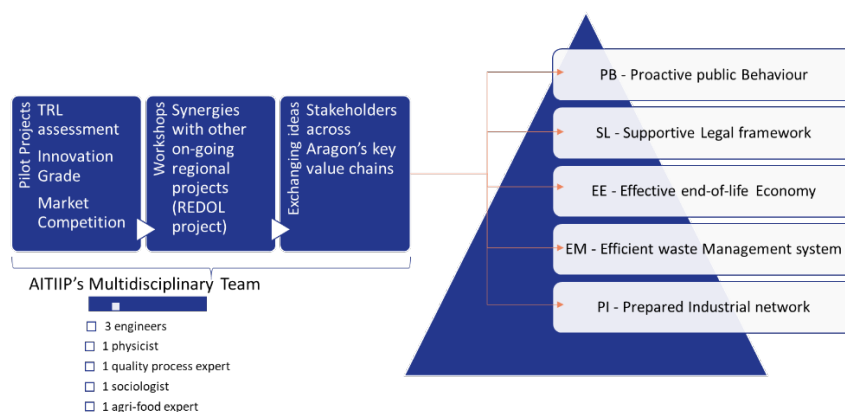 Pilot Projects
TRL
assessment
Innovation
Grade
Market
Competition
Workshops
Synergies
with other
on-going
regional
projects
(REDOL
project)
Exchanging ideas
Stakeholders
across
Aragon's key
value chains
AITIIP's Multidisciplinary Team
3 engineers
1 physicist
1 quality process expert
1 sociologist
1 agri-food expert
PB - Proactive public Behaviour
SL - Supportive Legal framework
EE - Effective end-of-life Economy
EM - Efficient waste Management system
PI - Prepared Industrial network